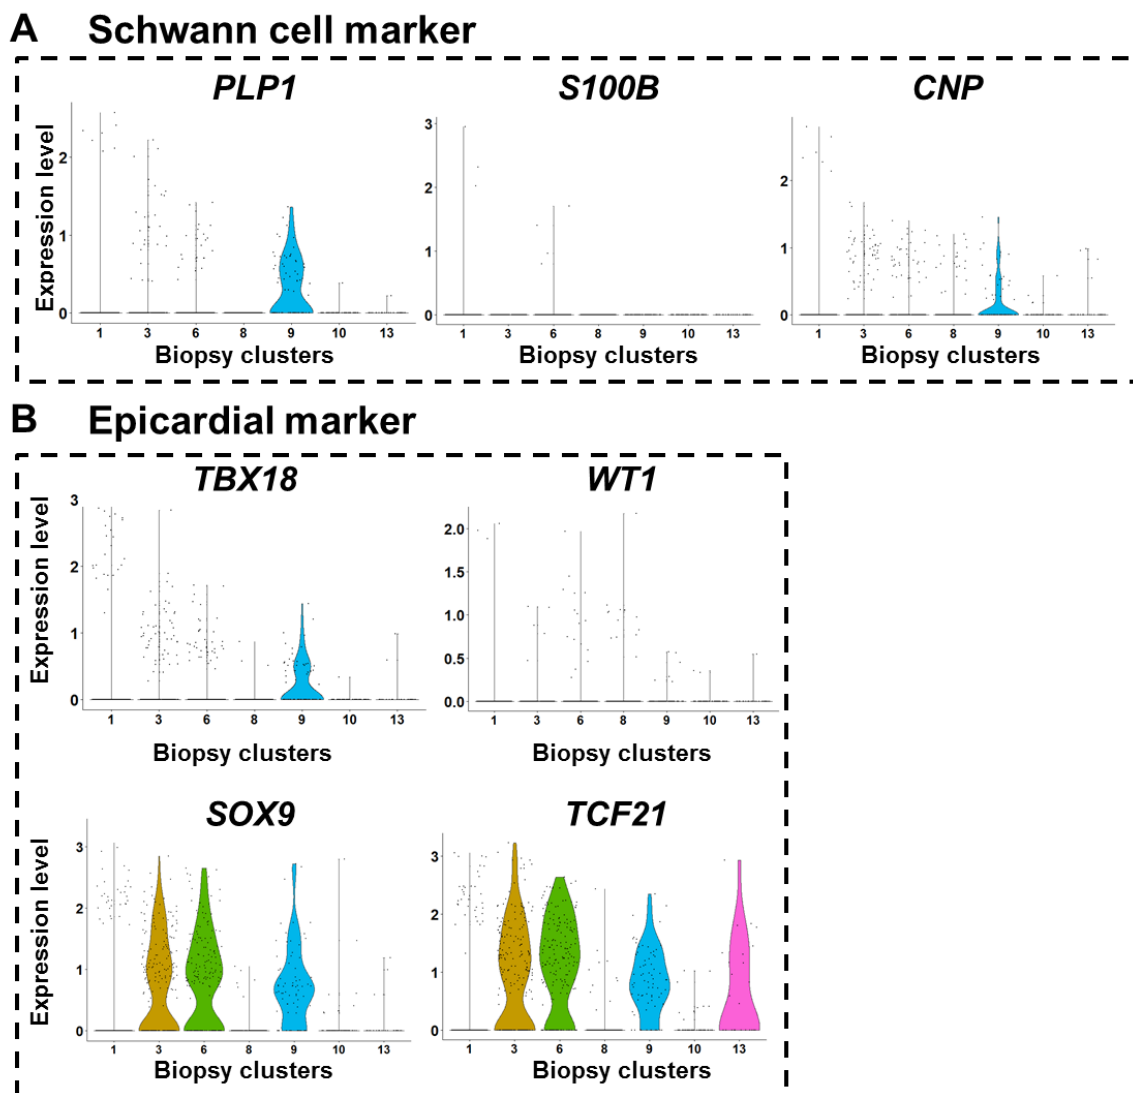 A Schwann cell marker
PLP1 S100B CNP
Expression level
2
1
0
3
2
1
0
2
1
0
1 3 6 8 9 10 13
1 3 6 8 9 10 13
1 3 6 8 9 10 13
Biopsy clusters Biopsy clusters Biopsy clusters
B Epicardial marker
TBX18 WT1
Expression level
3
2
1
0
2.0
1.5
1.0
0.5
0.0
1 3 6 8 9 10 13
1 3 6 8 9 10 13
Biopsy clusters Biopsy clusters
SOX9 TCF21
Expression level
3
2
1
0
3
2
1
0
1 3 6 8 9 10 13
1 3 6 8 9 10 13
Biopsy clusters Biopsy clusters